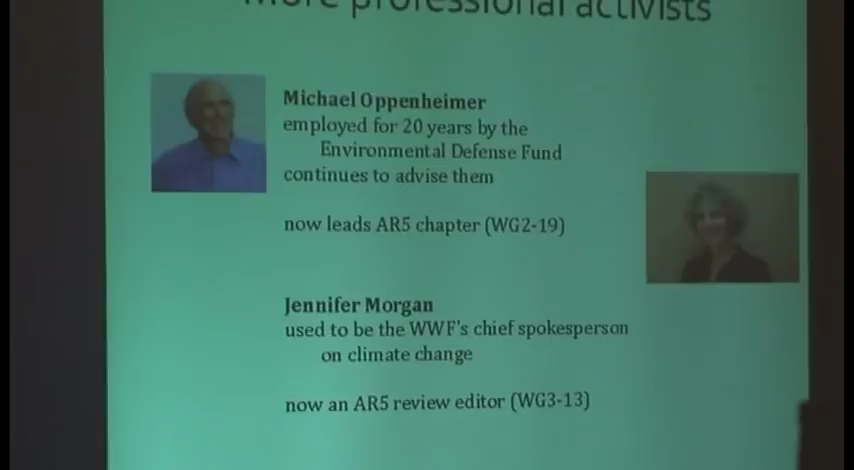 More professional activists
Michael Oppenheimer
employed for 20 years by the
Environmental Defense Fund
continues to advise them
now leads AR5 chapter (WG2-19)
Jennifer Morgan
used to be the WWF's chief spokesperson
on climate change
now an AR5 review editor (WG3-13)